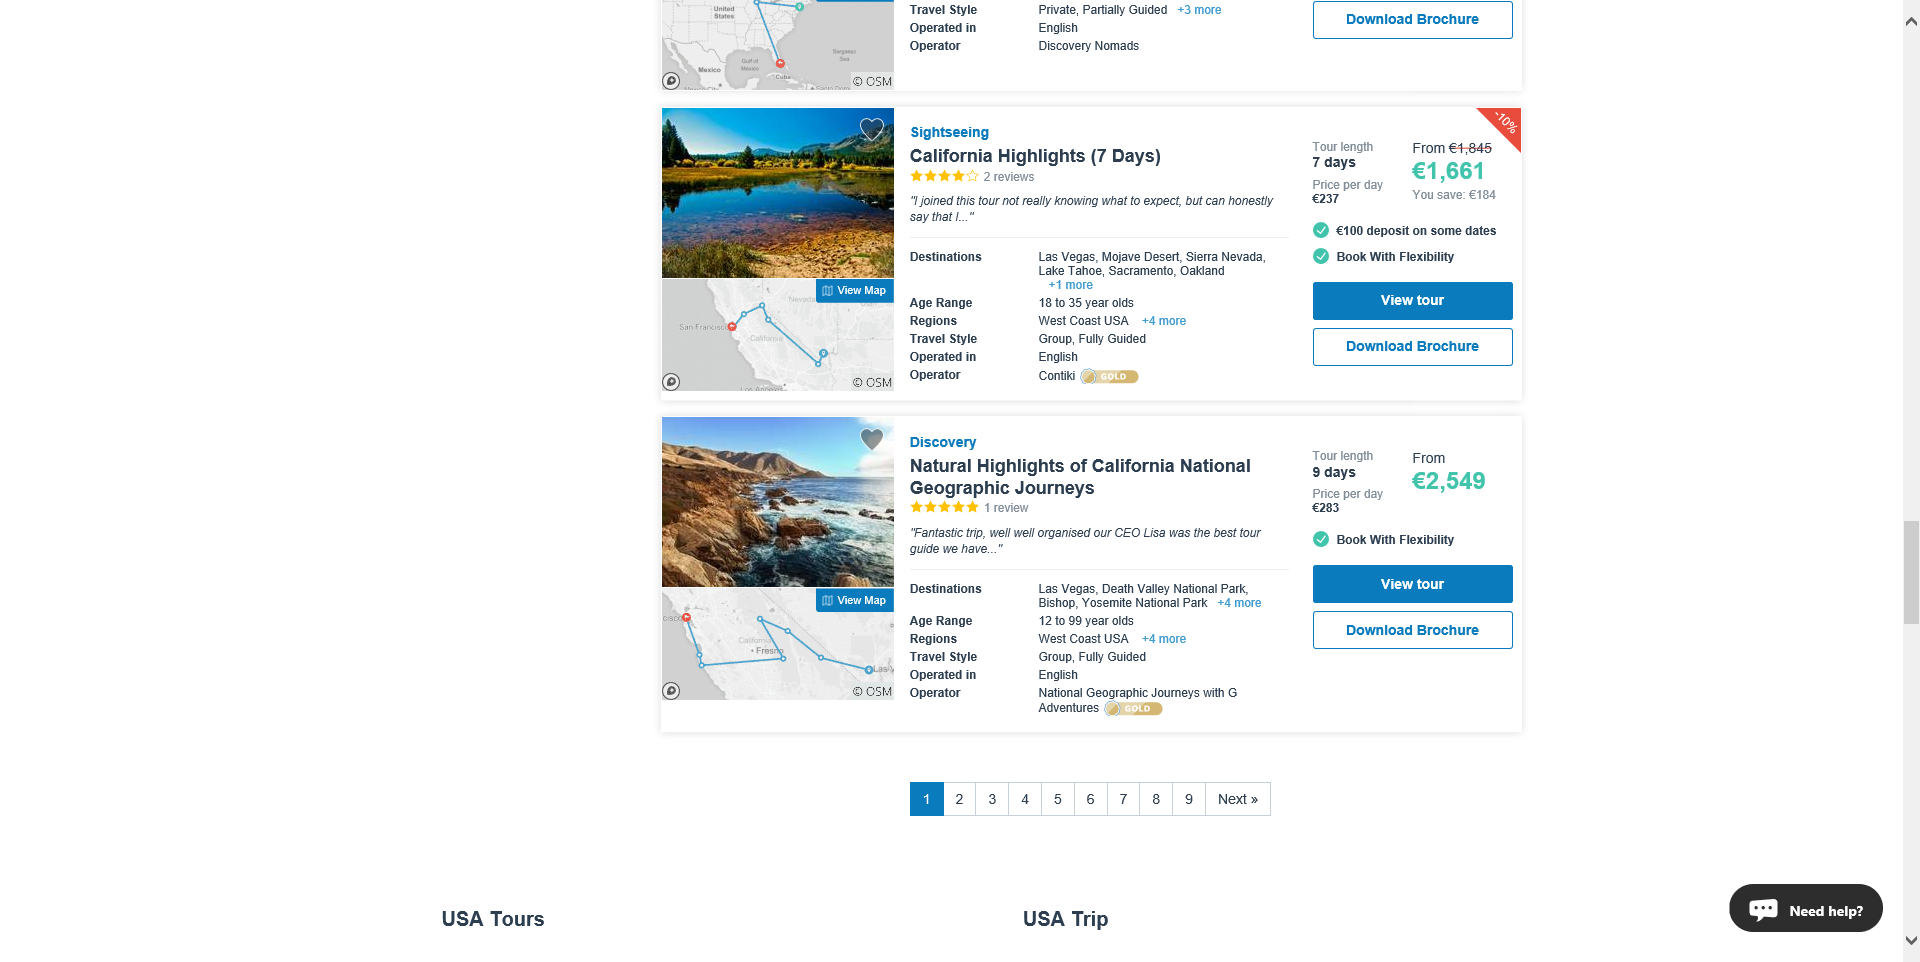 United
States
Sargasso
Sea
Gulf of
Mexico
Mexico
Cuba
© OSM
Travel Style Private, Partially Guided +3 more
Operated in English
Operator Discovery Nomads
Download Brochure
Sightseeing
California Highlights (7 Days)
2 reviews
"I joined this tour not really knowing what to expect, but can honestly
say that I..."
Destinations Las Vegas, Mojave Desert, Sierra Nevada,
Lake Tahoe, Sacramento, Oakland
+1 more
Age Range 18 to 35 year olds
Regions West Coast USA +4 more
Travel Style Group, Fully Guided
Operated in English
Operator Contiki GOLD
View Map
Nevada
San Francisco
California
Los Angeles
© OSM
-10%
Tour length
7 days
From €1,845
€1,661
Price per day
€237
You save: €184
€100 deposit on some dates
Book With Flexibility
View tour
Download Brochure
Discovery
Natural Highlights of California National
Geographic Journeys
1 review
"Fantastic trip, well well organised our CEO Lisa was the best tour
guide we have..."
Destinations Las Vegas, Death Valley National Park,
Bishop, Yosemite National Park +4 more
Age Range 12 to 99 year olds
Regions West Coast USA +4 more
Travel Style Group, Fully Guided
Operated in English
Operator National Geographic Journeys with G
Adventures GOLD
View Map
cisco
California
Fresno
Las V
© OSM
Tour length
9 days
From
€2,549
Price per day
€283
Book With Flexibility
View tour
Download Brochure
1 2 3 4 5 6 7 8 9 Next »
USA Tours
USA Trip
Need help?